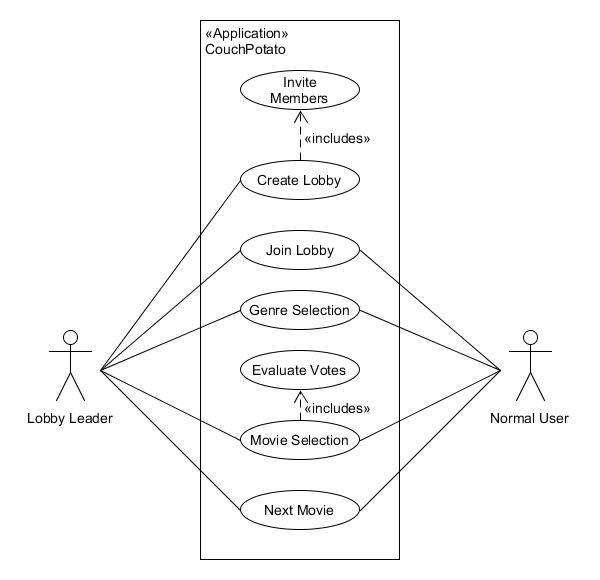 «Application»
CouchPotato
Invite
Members
«includes»
Create Lobby
Join Lobby
Genre Selection
Evaluate Votes
«includes»
Movie Selection
Next Movie
Lobby Leader
Normal User